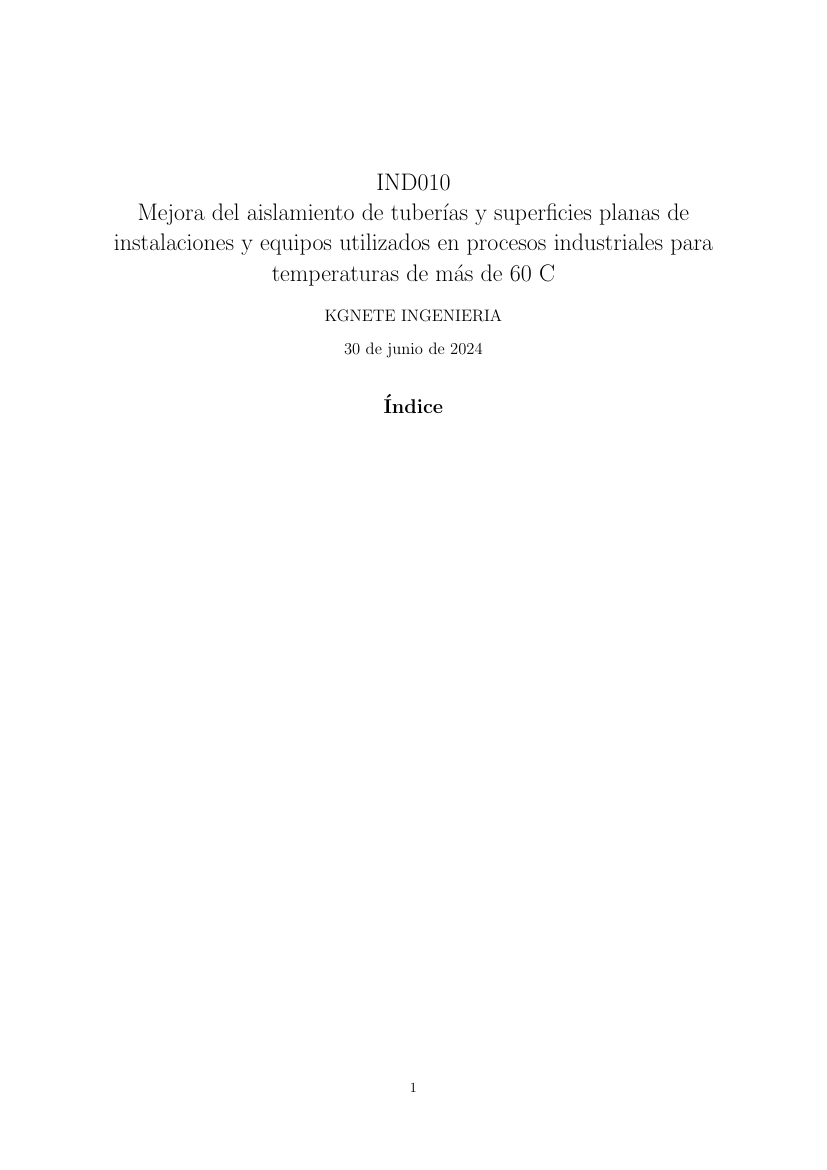 IND010
Mejora del aislamiento de tuberías y superficies planas de
instalaciones y equipos utilizados en procesos industriales para
temperaturas de más de 60 C
KGNETE INGENIERIA
30 de junio de 2024
Índice
1